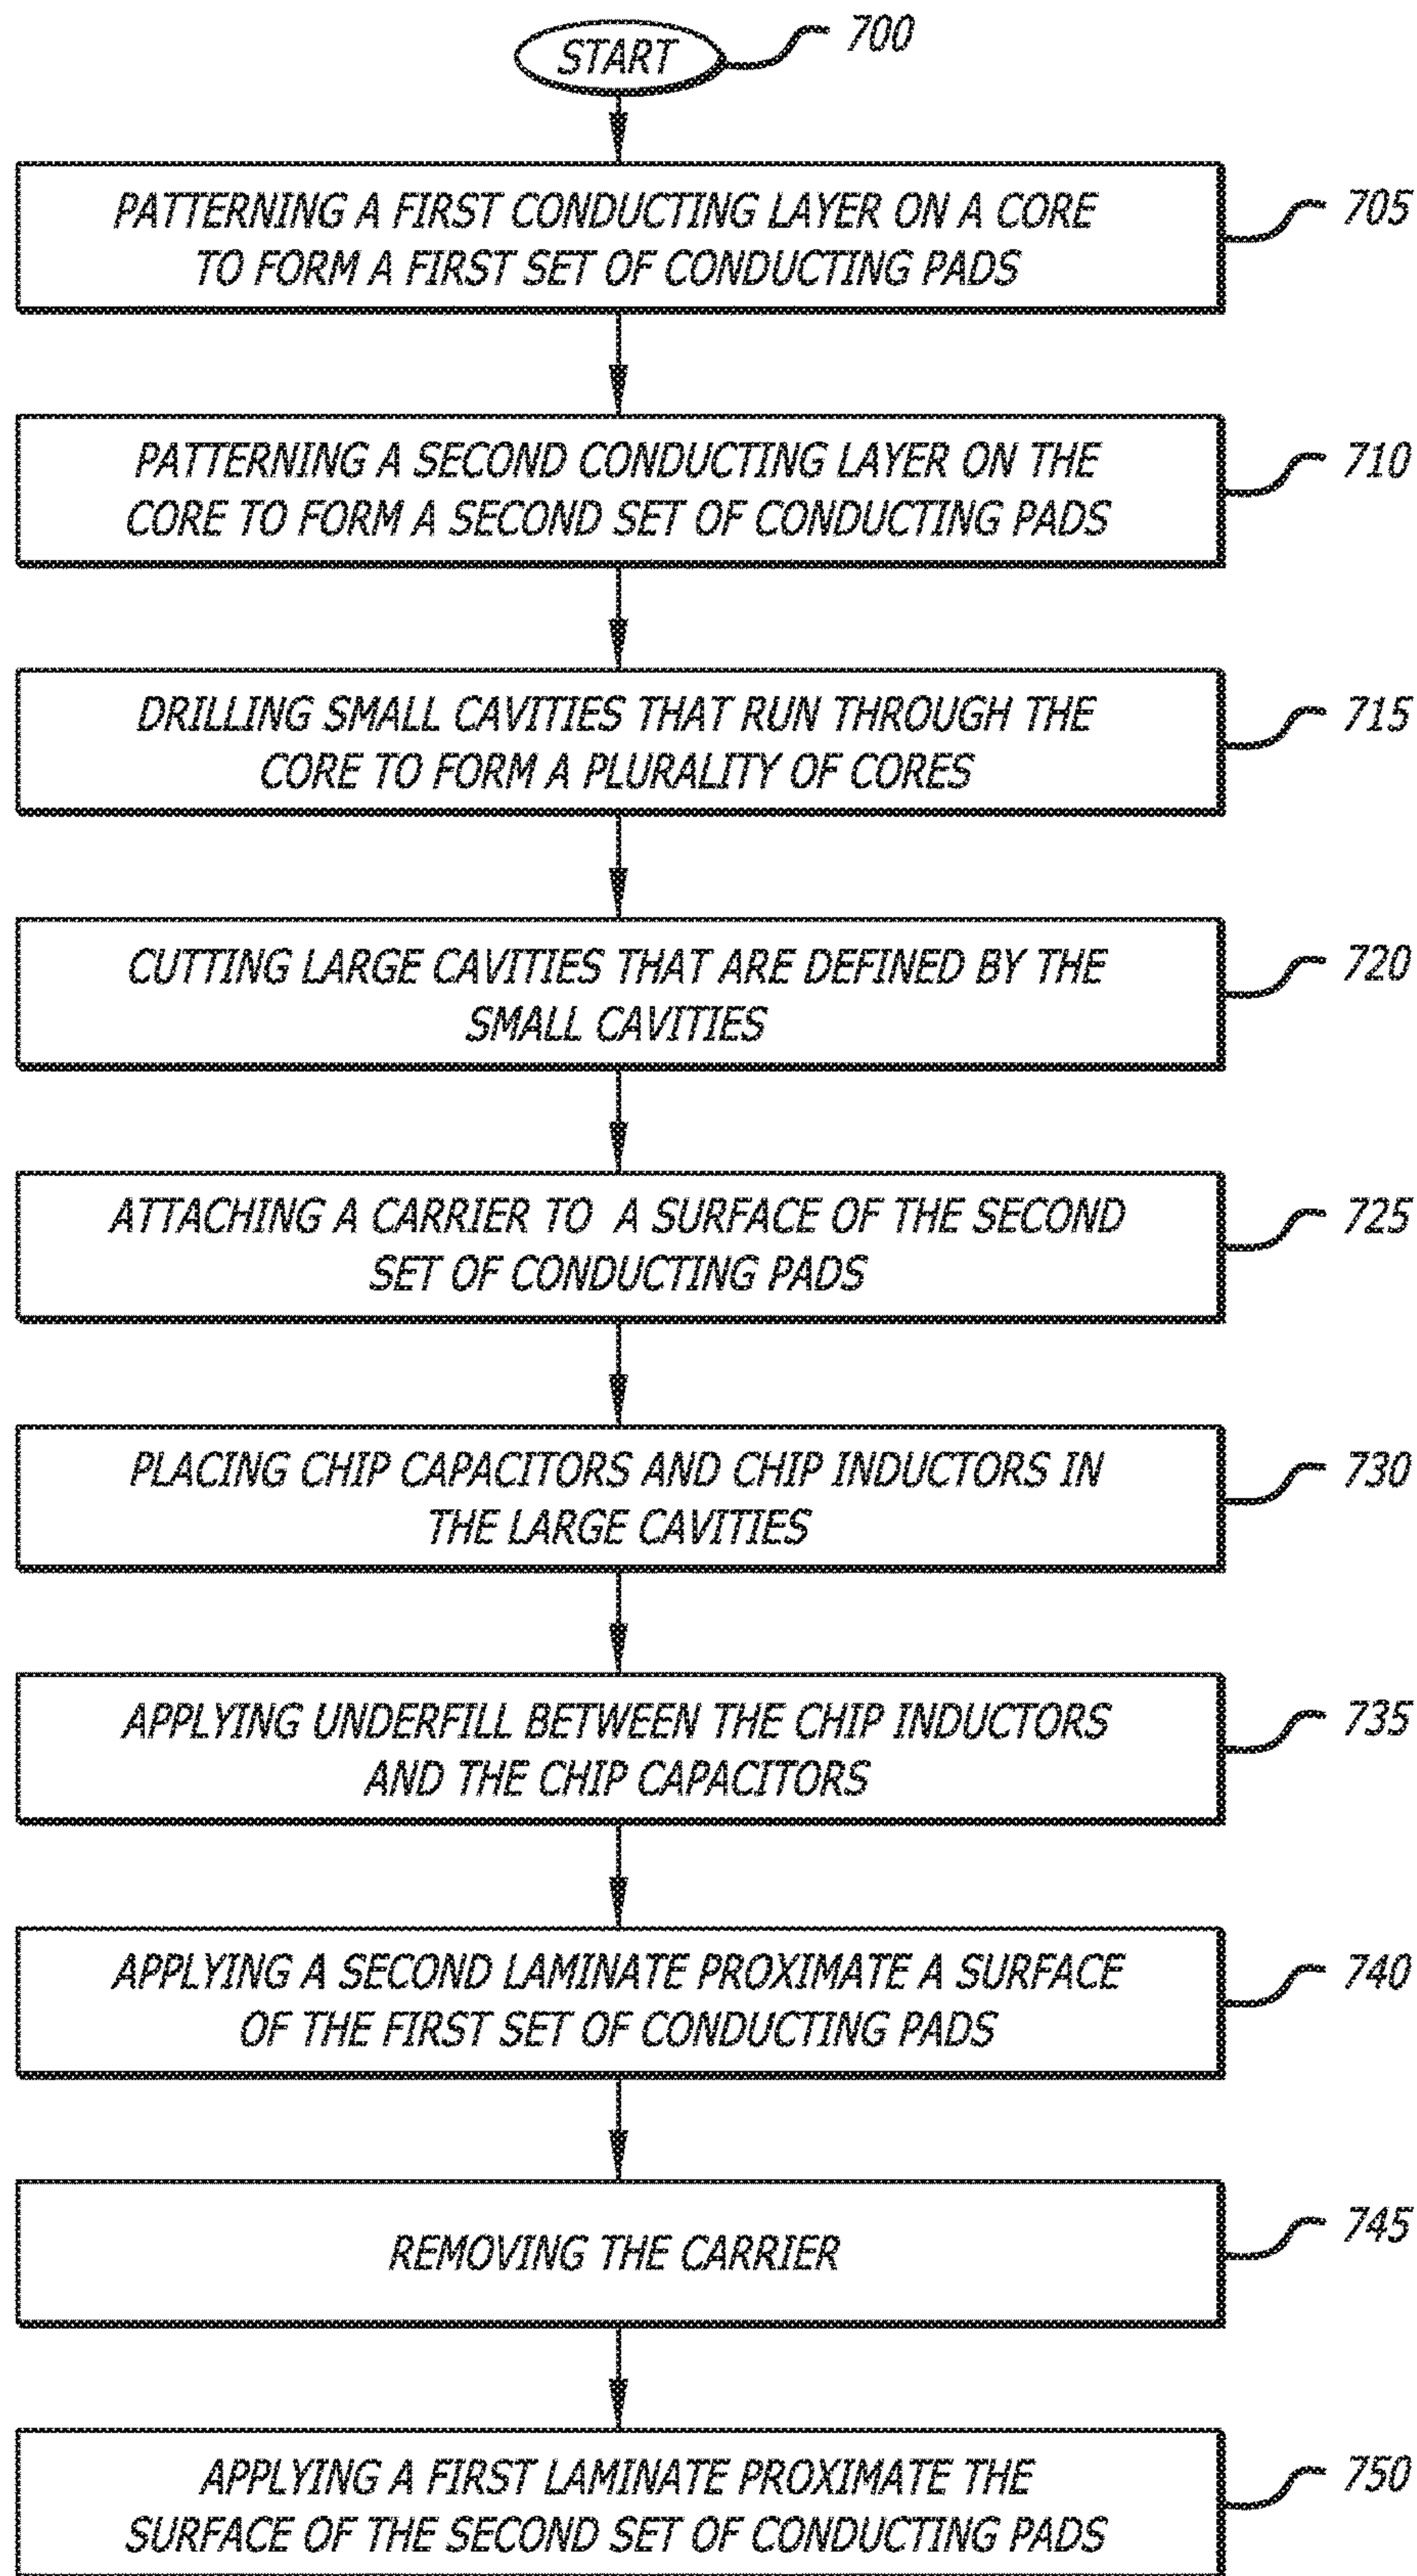 START
700
PATTERNING A FIRST CONDUCTING LAYER ON A CORE
TO FORM A FIRST SET OF CONDUCTING PADS
705
PATTERNING A SECOND CONDUCTING LAYER ON THE
CORE TO FORM A SECOND SET OF CONDUCTING PADS
710
DRILLING SMALL CAVITIES THAT RUN THROUGH THE
CORE TO FORM A PLURALITY OF CORES
715
CUTTING LARGE CAVITIES THAT ARE DEFINED BY THE
SMALL CAVITIES
720
ATTACHING A CARRIER TO A SURFACE OF THE SECOND
SET OF CONDUCTING PADS
725
PLACING CHIP CAPACITORS AND CHIP INDUCTORS IN
THE LARGE CAVITIES
730
APPLYING UNDERFILL BETWEEN THE CHIP INDUCTORS
AND THE CHIP CAPACITORS
735
APPLYING A SECOND LAMINATE PROXIMATE A SURFACE
OF THE FIRST SET OF CONDUCTING PADS
740
REMOVING THE CARRIER
745
APPLYING A FIRST LAMINATE PROXIMATE THE
SURFACE OF THE SECOND SET OF CONDUCTING PADS
750